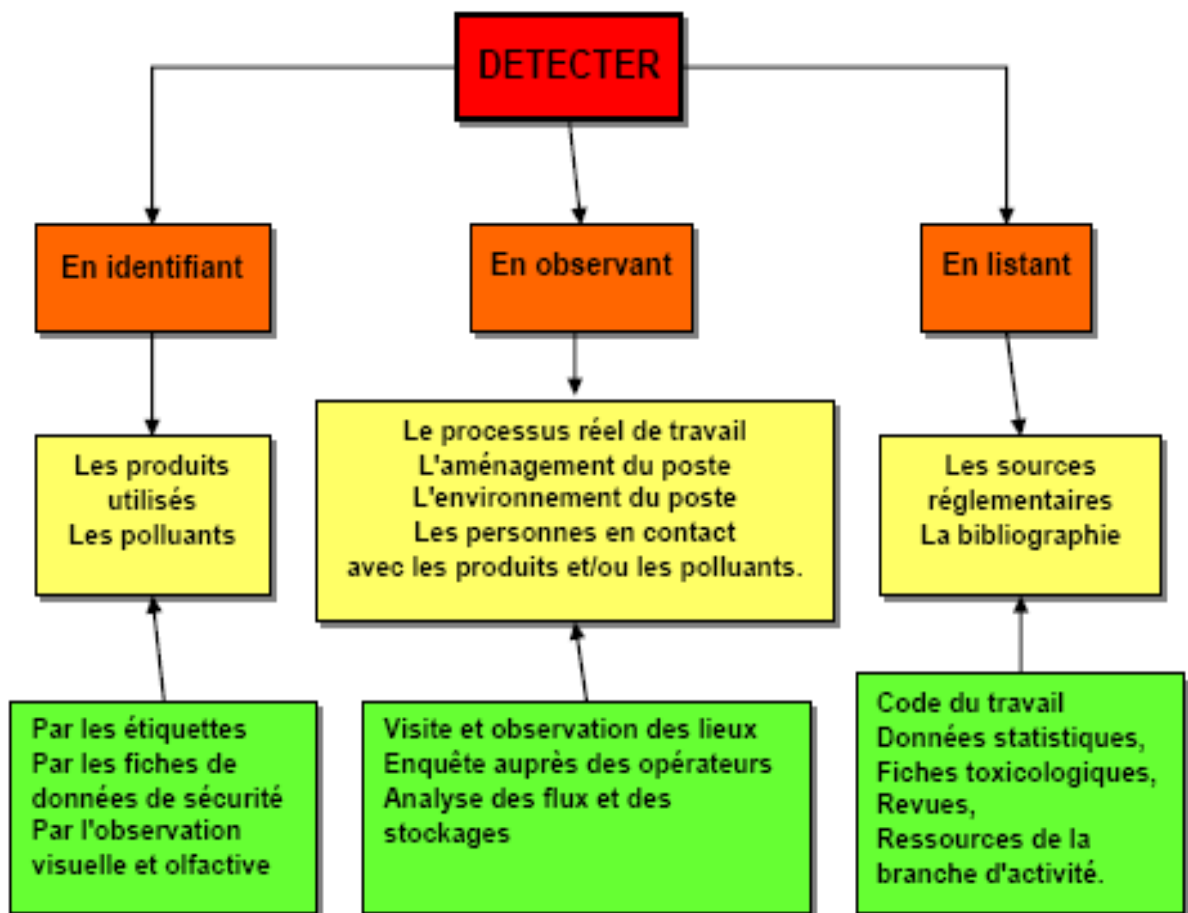 DETECTER
En identifiant
En observant
En listant
Les produits
utilisés
Les polluants
Le processus réel de travail
L'aménagement du poste
L'environnement du poste
Les personnes en contact
avec les produits et/ou les polluants.
Les sources
réglementaires
La bibliographie
Par les étiquettes
Par les fiches de
données de sécurité
Par l'observation
visuelle et olfactive
Visite et observation des lieux
Enquête auprès des opérateurs
Analyse des flux et des
stockages
Code du travail
Données statistiques,
Fiches toxicologiques,
Revues,
Ressources de la
branche d'activité.